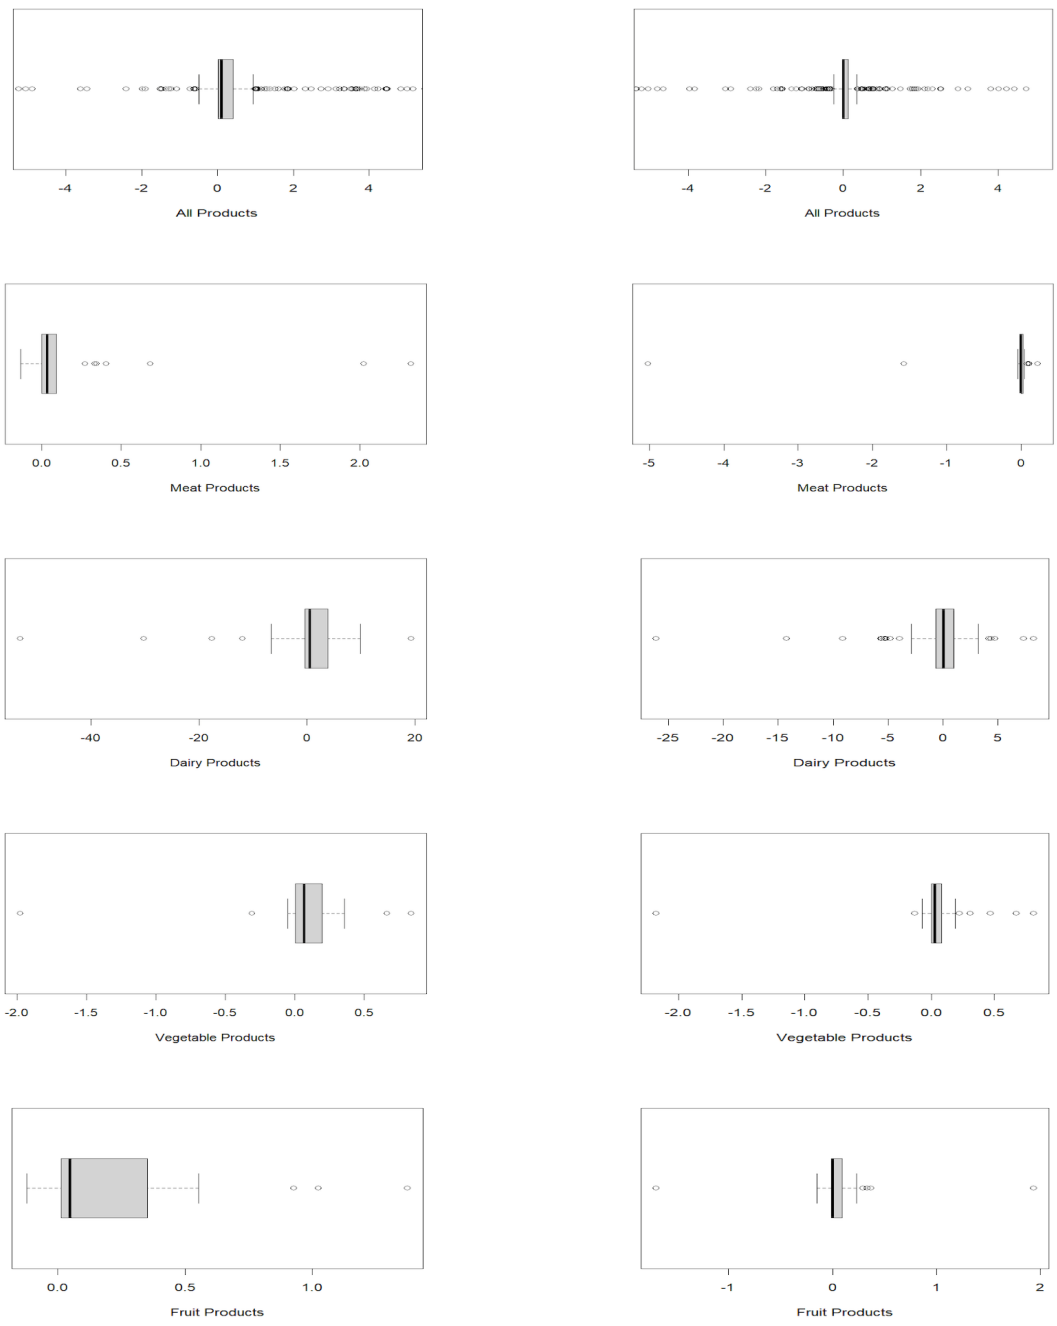 -4 -2 0 2 4
All Products
-4 -2 0 2 4
All Products
0.0 0.5 1.0 1.5 2.0
Meat Products
-5 -4 -3 -2 -1 0
Meat Products
-40 -20 0 20
Dairy Products
-25 -20 -15 -10 -5 0 5
Dairy Products
-2.0 -1.5 -1.0 -0.5 0.0 0.5
Vegetable Products
-2.0 -1.5 -1.0 -0.5 0.0 0.5
Vegetable Products
0.0 0.5 1.0
Fruit Products
-1 0 1 2
Fruit Products